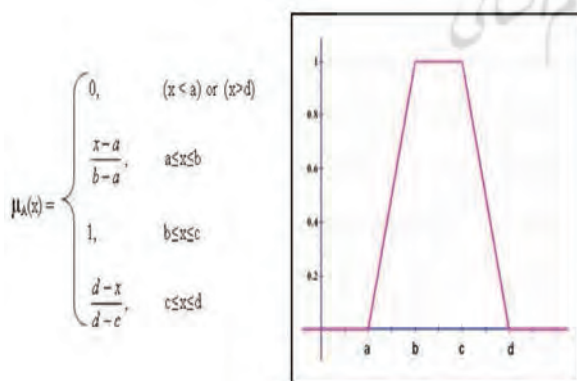 μA(x) =
0, (x < a) or (x>d)
x-a
b-a , a≤x≤b
1, b≤x≤c
d-x
d-c , c≤x≤d
1
0.8
0.6
0.4
0.2
a b c d